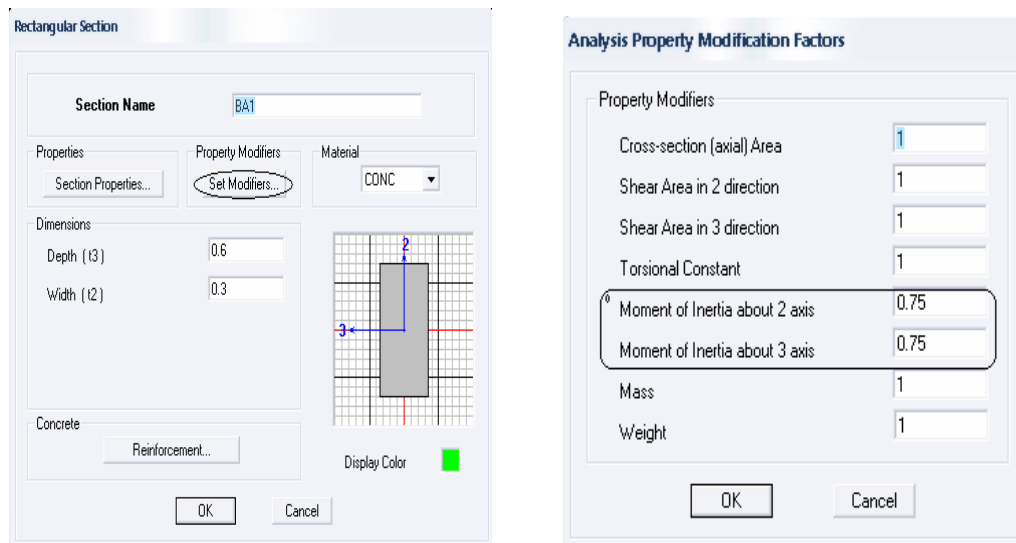 Rectangular Section
Section Name BA1
Properties Property Modifiers Material
Section Properties... Set Modifiers... CONC
Dimensions
Depth (t3) 0.6
Width (t2) 0.3
2
3
Concrete
Reinforcement...
Display Color
OK Cancel
Analysis Property Modification Factors
Property Modifiers
Cross-section (axial) Area 1
Shear Area in 2 direction 1
Shear Area in 3 direction 1
Torsional Constant 1
Moment of Inertia about 2 axis 0.75
Moment of Inertia about 3 axis 0.75
Mass 1
Weight 1
OK Cancel